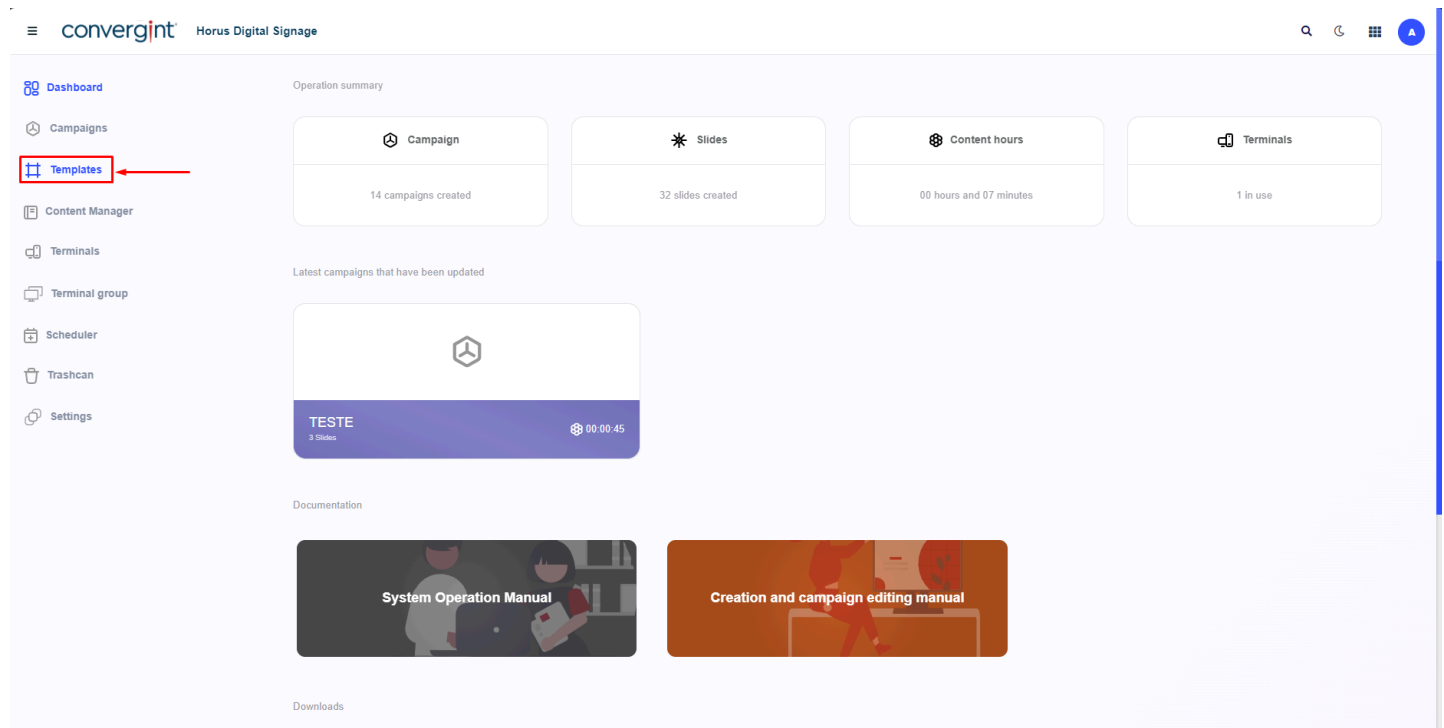 convergint
Horus Digital Signage
A
Dashboard
Campaigns
Templates
Content Manager
Terminals
Terminal group
Scheduler
Trashcan
Settings
Operation summary
Campaign
14 campaigns created
Slides
32 slides created
Content hours
00 hours and 07 minutes
Terminals
1 in use
Latest campaigns that have been updated
TESTE
3 Slides
00:00:45
Documentation
System Operation Manual
Creation and campaign editing manual
Downloads